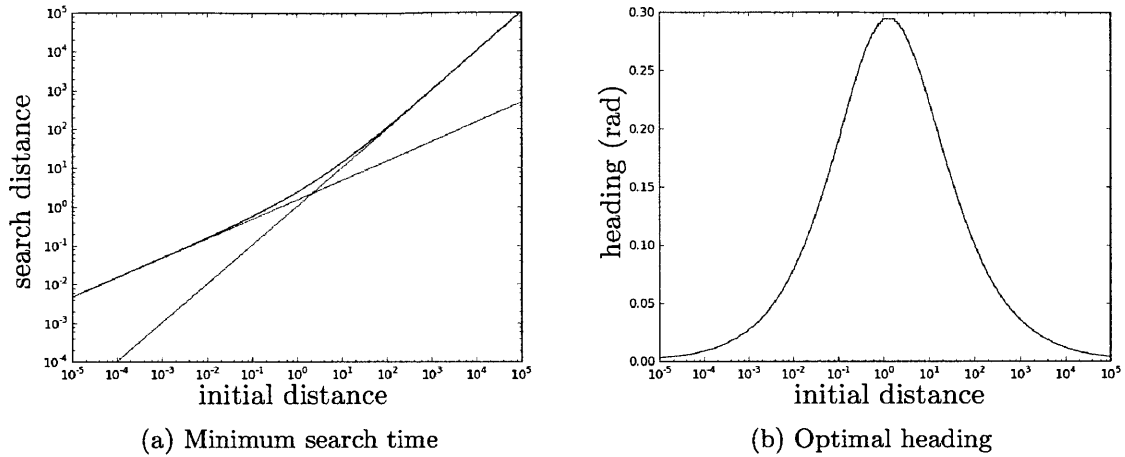 10^5
10^4
10^3
10^2
10^1
10^0
10^-1
10^-2
10^-3
10^-4
search distance
10^-5 10^-4 10^-3 10^-2 10^-1 10^0 10^1 10^2 10^3 10^4 10^5
initial distance
(a) Minimum search time
0.30
0.25
0.20
0.15
0.10
0.05
0.00
heading (rad)
10^-5 10^-4 10^-3 10^-2 10^-1 10^0 10^1 10^2 10^3 10^4 10^5
initial distance
(b) Optimal heading